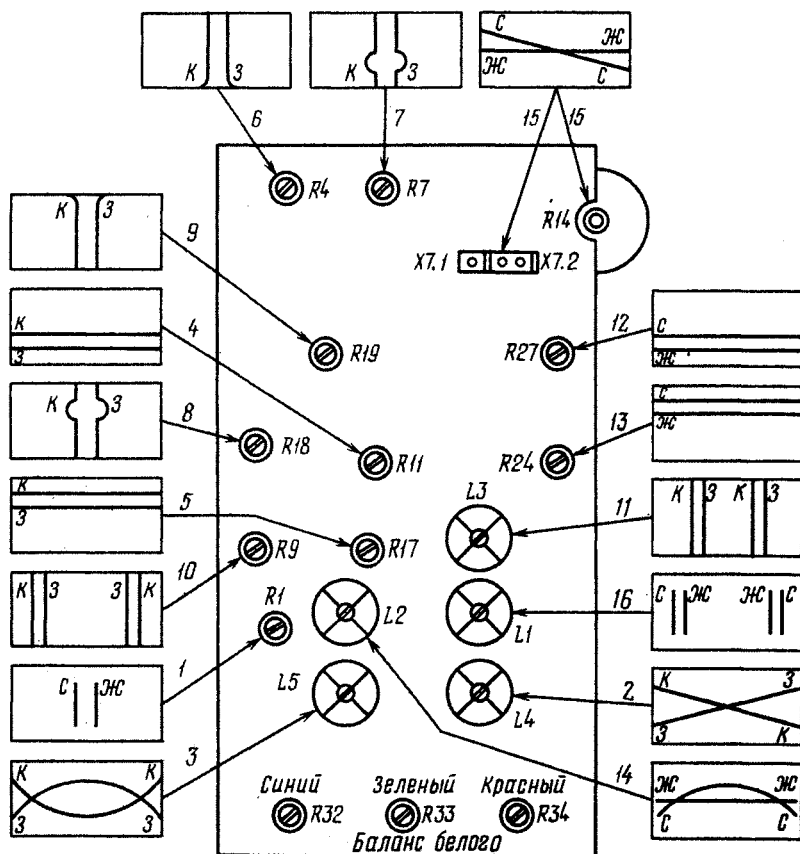 К З
К З
С Ж
Ж С
6 7 15 15
R4 R7
R14
К З
9
X7.1 X7.2
К
З
4
R19
12
R27
С
Ж
К З
8
R18
R11
13
R24
С
Ж
К
З
5
L3
11
К З К З
R9 R17
К З З К
10
R1
L2
L1
16
С Ж Ж С
С Ж
1
L5
L4
2
К З
З К
К К
З З
3
14
Ж Ж
С С
Синий Зеленый Красный
R32 R33 R34
Баланс белого